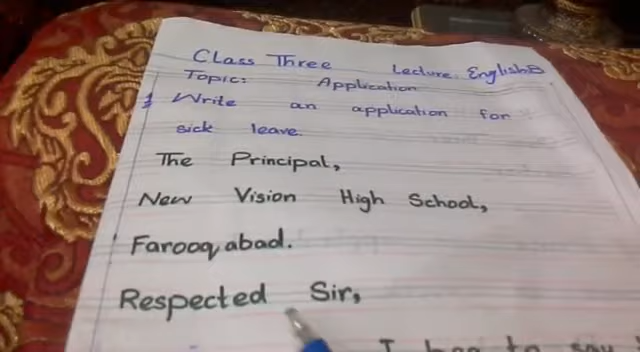 Class Three Lecture: English B
Topic: Application
Write an application for
sick leave.
The Principal,
New Vision High School,
Farooqabad.
Respected Sir,
I beg to say